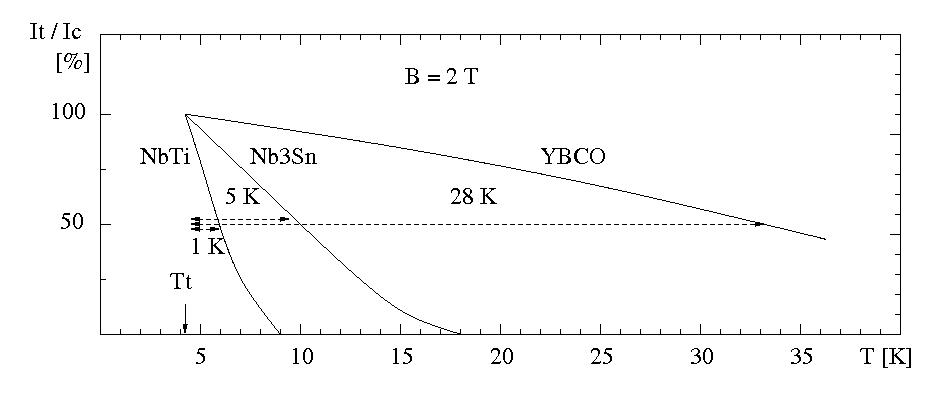 It / Ic
[%]
B = 2 T
100
NbTi
Nb3Sn
YBCO
5 K
28 K
50
1 K
Tt
5
10
15
20
25
30
35
T [K]